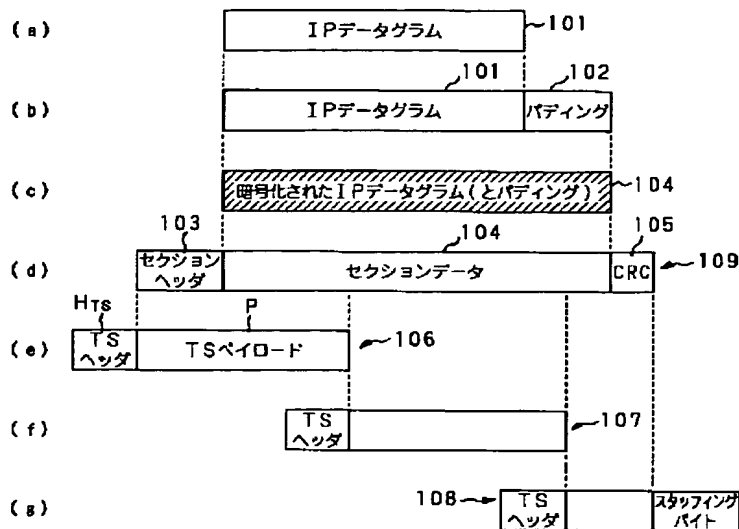 (a) IPデータグラム 101
101 102
(b) IPデータグラム パディング
(c) 暗号化されたIPデータグラム(とパディング) 104
103 104 105
(d) セクションヘッダ セクションデータ CRC 109
HTS P
(e) TSヘッダ TSペイロード 106
(f) TSヘッダ 107
(g) 108 TSヘッダ スタッフィングバイト